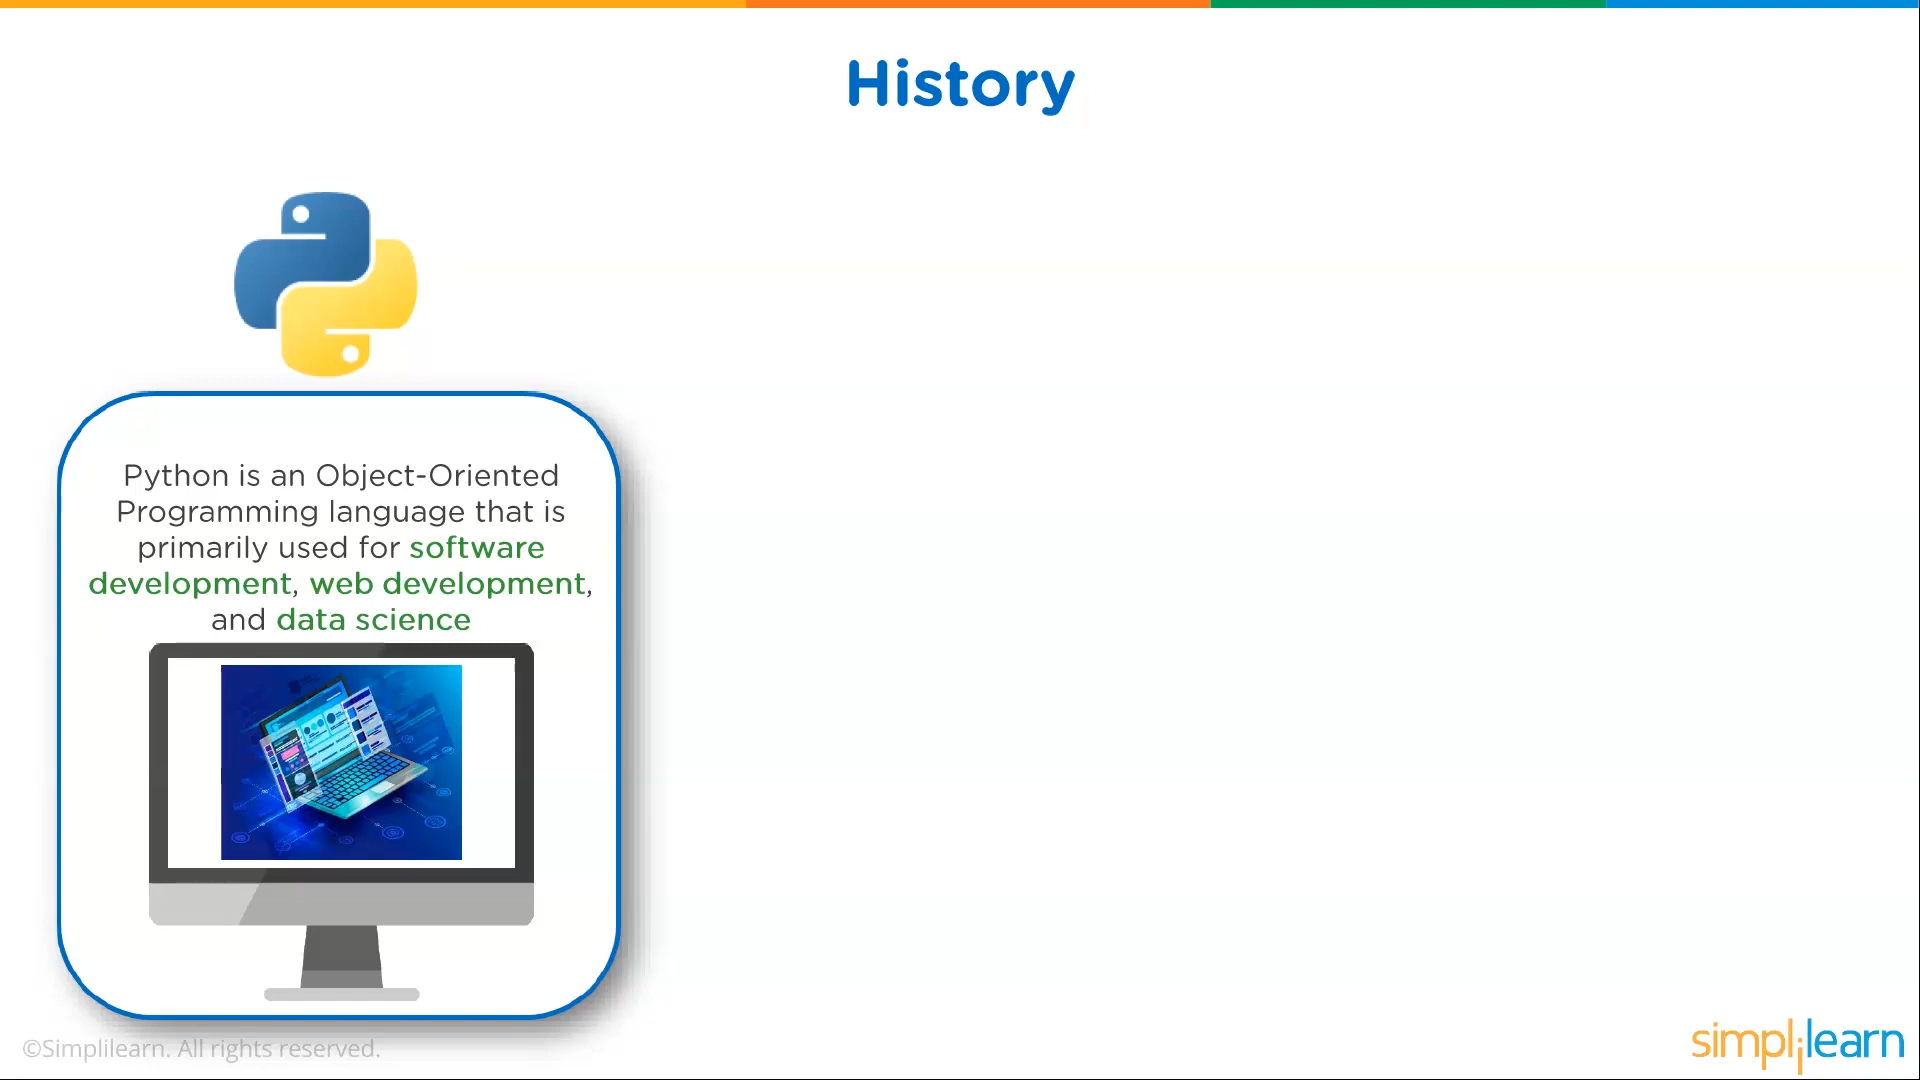 History
Python is an Object-Oriented
Programming language that is
primarily used for software
development, web development,
and data science
©Simplilearn. All rights reserved.
simplilearn